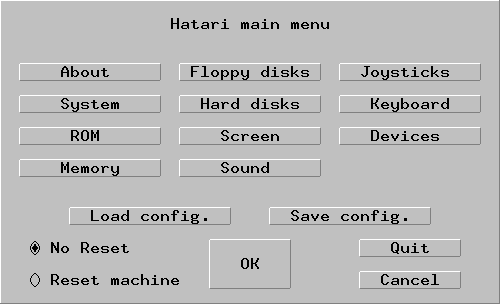 Hatari main menu
About Floppy disks Joysticks
System Hard disks Keyboard
ROM Screen Devices
Memory Sound
Load config. Save config.
No Reset OK Quit
Reset machine Cancel